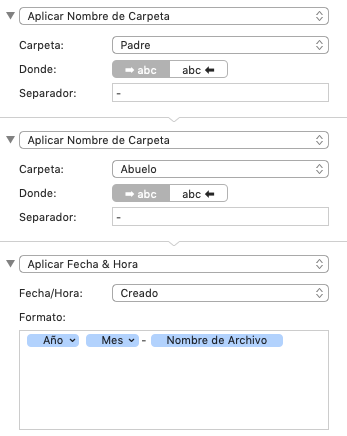 Aplicar Nombre de Carpeta
Carpeta: Padre
Donde: ➡ abc abc ⬅
Separador: -
Aplicar Nombre de Carpeta
Carpeta: Abuelo
Donde: ➡ abc abc ⬅
Separador: -
Aplicar Fecha & Hora
Fecha/Hora: Creado
Formato:
Año Mes - Nombre de Archivo